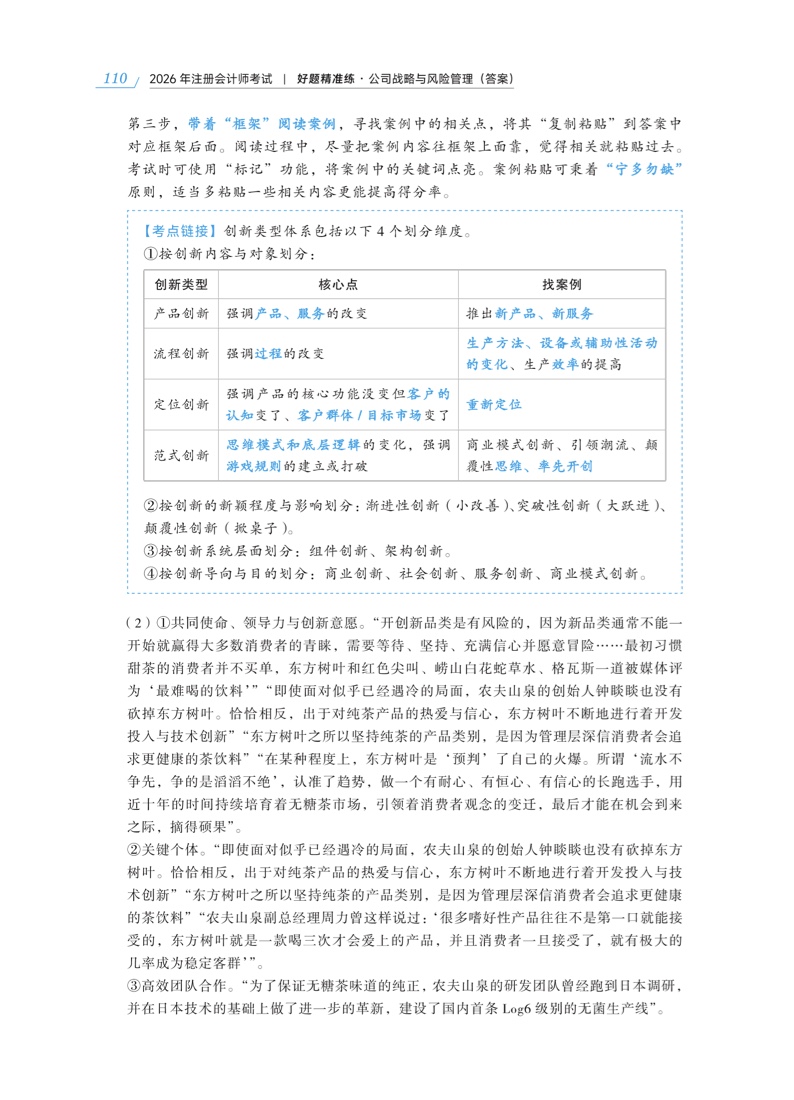 110 2026 年注册会计师考试 | 好题精准练·公司战略与风险管理（答案）
第三步，带着“框架”阅读案例，寻找案例中的相关点，将其“复制粘贴”到答案中
对应框架后面。阅读过程中，尽量把案例内容往框架上面靠，觉得相关就粘贴过去。
考试时可使用“标记”功能，将案例中的关键词点亮。案例粘贴可乘着“宁多勿缺”
原则，适当多粘贴一些相关内容更能提高得分率。
【考点链接】创新类型体系包括以下 4 个划分维度。
①按创新内容与对象划分：
创新类型 核心点 找案例
产品创新 强调产品、服务的改变 推出新产品、新服务
流程创新 强调过程的改变 生产方法、设备或辅助性活动
的变化、生产效率的提高
定位创新 强调产品的核心功能没变但客户的
认知变了、客户群体 / 目标市场变了 重新定位
范式创新 思维模式和底层逻辑的变化，强调
游戏规则的建立或打破 商业模式创新、引领潮流、颠
覆性思维、率先开创
②按创新的新颖程度与影响划分：渐进性创新（小改善）、突破性创新（大跃进）、
颠覆性创新（掀桌子）。
③按创新系统层面划分：组件创新、架构创新。
④按创新导向与目的划分：商业创新、社会创新、服务创新、商业模式创新。
（2）①共同使命、领导力与创新意愿。“开创新品类是有风险的，因为新品类通常不能一
开始就赢得大多数消费者的青睐，需要等待、坚持、充满信心并愿意冒险……最初习惯
甜茶的消费者并不买单，东方树叶和红色尖叫、崂山白花蛇草水、格瓦斯一道被媒体评
为‘最难喝的饮料’”“即使面对似乎已经遇冷的局面，农夫山泉的创始人钟睒睒也没有
砍掉东方树叶。恰恰相反，出于对纯茶产品的热爱与信心，东方树叶不断地进行着开发
投入与技术创新”“东方树叶之所以坚持纯茶的产品类别，是因为管理层深信消费者会追
求更健康的茶饮料”“在某种程度上，东方树叶是‘预判’了自己的火爆。所谓‘流水不
争先，争的是滔滔不绝’，认准了趋势，做一个有耐心、有恒心、有信心的长跑选手，用
近十年的时间持续培育着无糖茶市场，引领着消费者观念的变迁，最后才能在机会到来
之际，摘得硕果”。
②关键个体。“即使面对似乎已经遇冷的局面，农夫山泉的创始人钟睒睒也没有砍掉东方
树叶。恰恰相反，出于对纯茶产品的热爱与信心，东方树叶不断地进行着开发投入与技
术创新”“东方树叶之所以坚持纯茶的产品类别，是因为管理层深信消费者会追求更健康
的茶饮料”“农夫山泉副总经理周力曾这样说过：‘很多嗜好性产品往往不是第一口就能接
受的，东方树叶就是一款喝三次才会爱上的产品，并且消费者一旦接受了，就有极大的
几率成为稳定客群’”。
③高效团队合作。“为了保证无糖茶味道的纯正，农夫山泉的研发团队曾经跑到日本调研，
并在日本技术的基础上做了进一步的革新，建设了国内首条 Log6 级别的无菌生产线”。